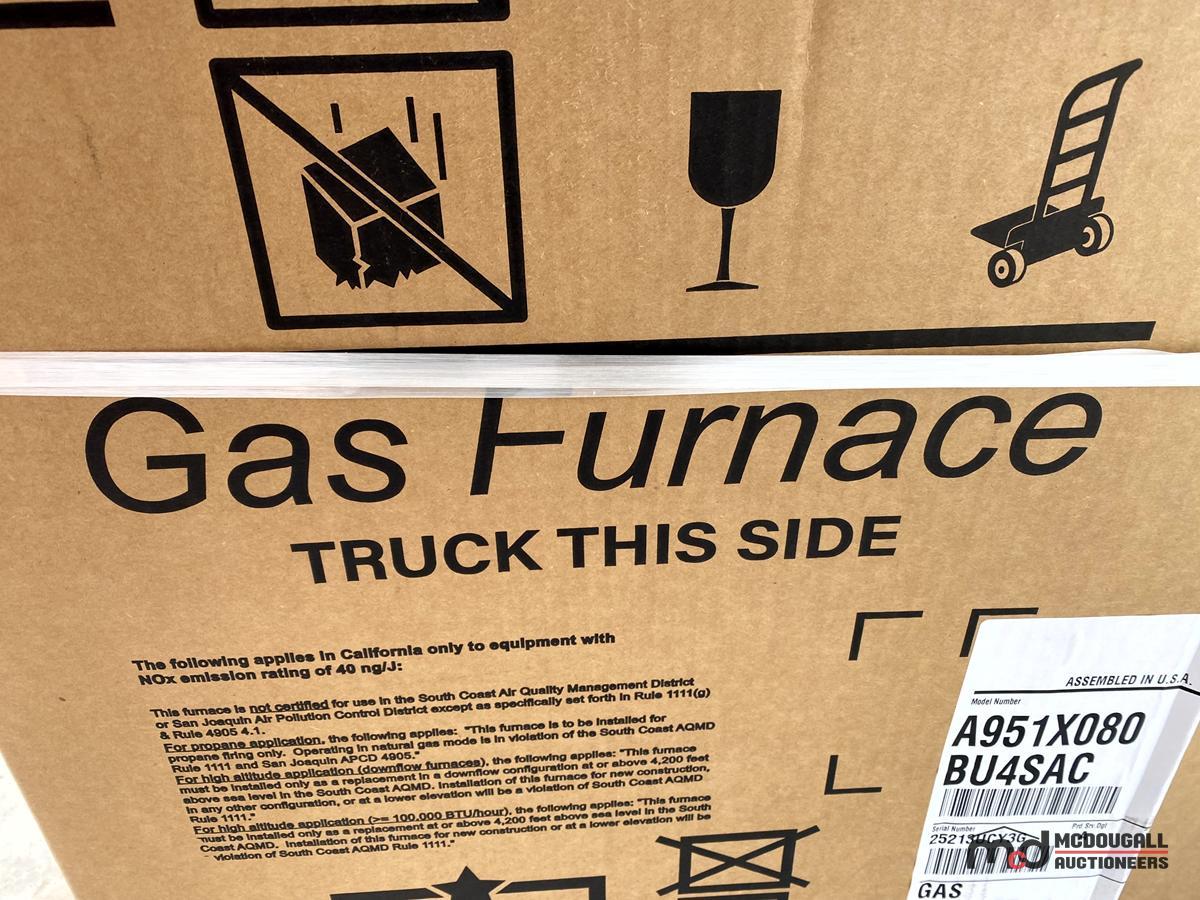 Gas Furnace
TRUCK THIS SIDE
The following applies in California only to equipment with
NOx emission rating of 40 ng/J:
This furnace is not certified for use in the South Coast Air Quality Management District
or San Joaquin Air Pollution Control District except as specifically set forth in Rule 1111(g)
& Rule 4905 4.1.
For propane application, the following applies: "This furnace is to be installed for
propane firing only. Operating in natural gas mode is in violation of the South Coast AQMD
Rule 1111 and San Joaquin APCD 4905."
For high altitude application (downflow furnaces), the following applies: "This furnace
must be installed only as a replacement in a downflow configuration at or above 4,200 feet
above sea level in the South Coast AQMD. Installation of this furnace for new construction,
in any other configuration, or at a lower elevation will be a violation of South Coast AQMD
Rule 1111."
For high altitude application (>= 100,000 BTU/hour), the following applies: "This furnace
"must be installed only as a replacement at or above 4,200 feet above sea level in the South
Coast AQMD. Installation of this furnace for new construction or at a lower elevation will be
violation of South Coast AQMD Rule 1111."
ASSEMBLED IN U.S.A.
Model Number
A951X080
BU4SAC
Serial Number
Prd Srv Dgt
25213UCY3G
GAS
mcd MCDOUGALL
AUCTIONEERS